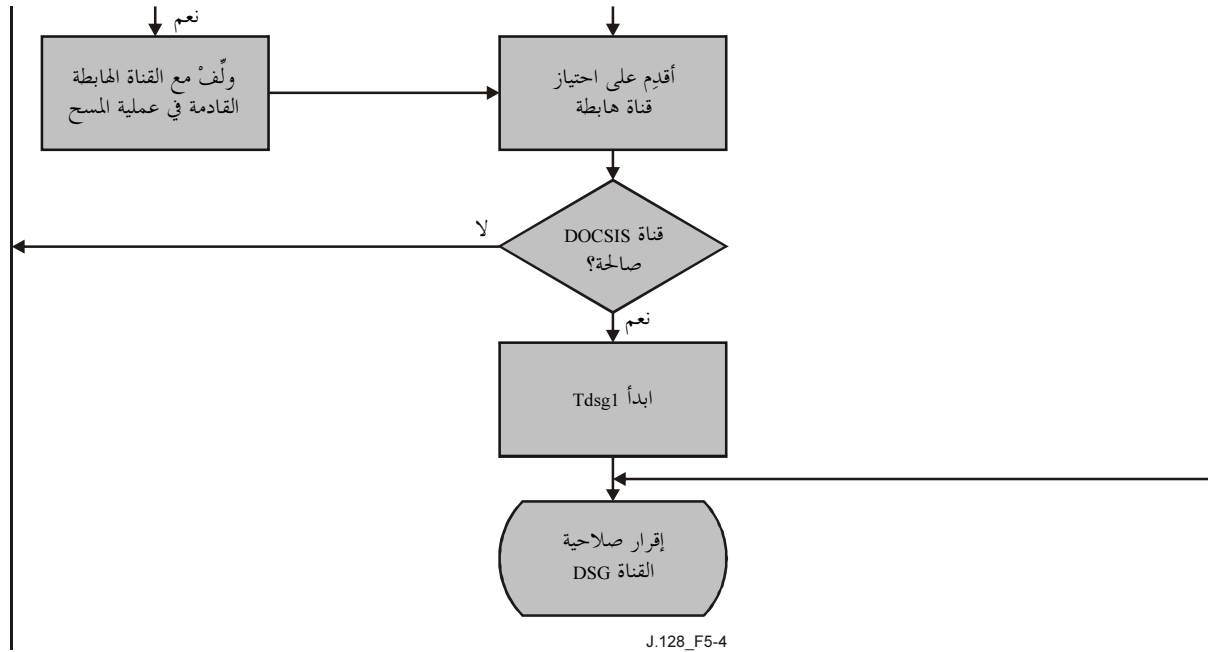 نعم
ولِّفْ مع القناة الهابطة
القادمة في عملية المسح
أقدِم على احتياز
قناة هابطة
قناة DOCSIS
صالحة؟
لا
نعم
ابدأ Tdsg1
إقرار صلاحية
القناة DSG
J.128_F5-4